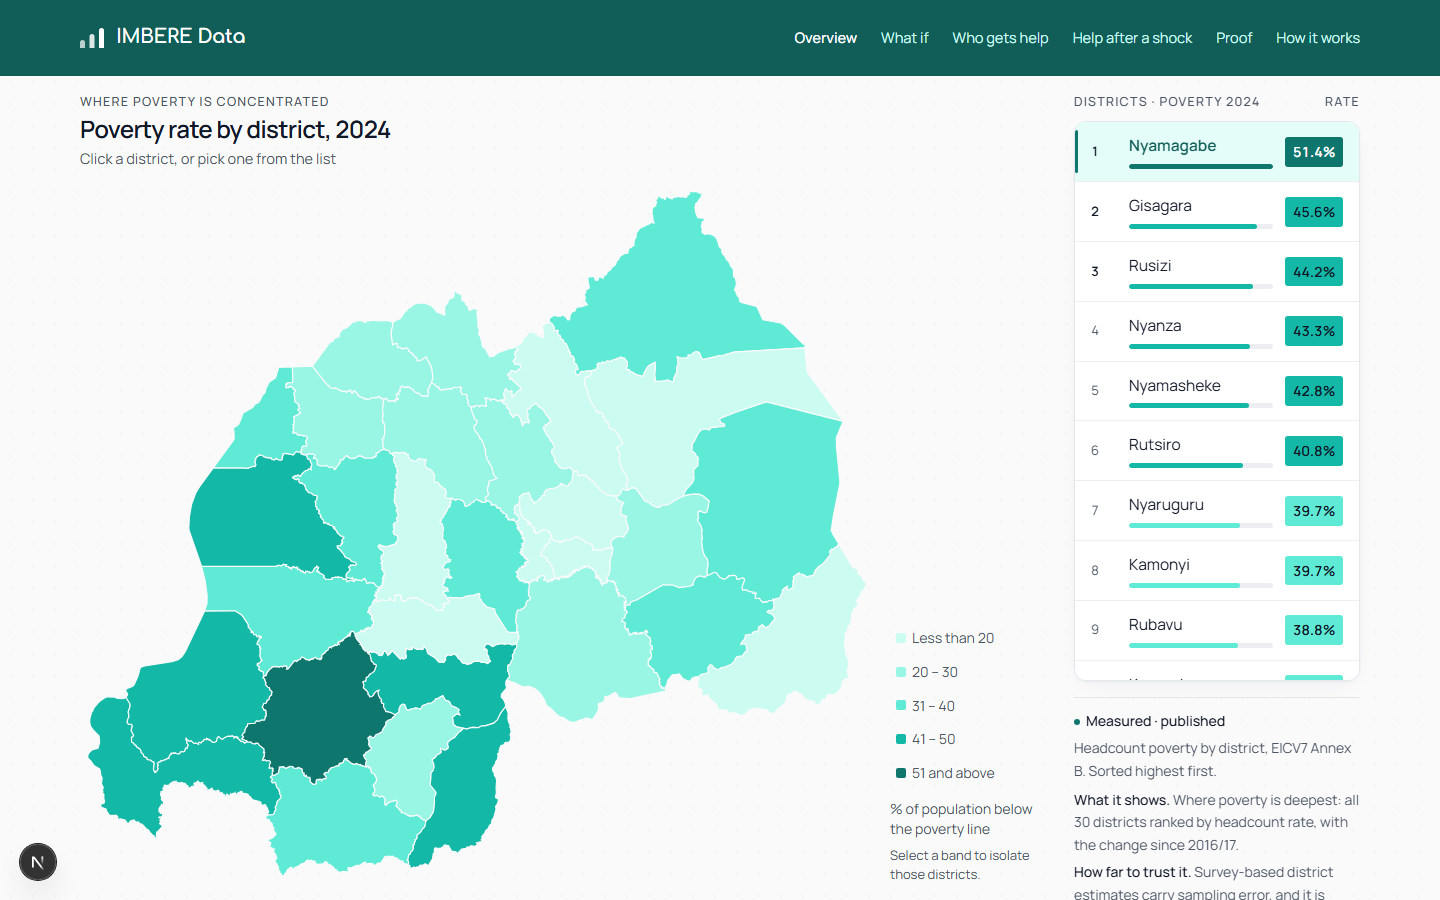 IMBERE Data
Overview
What if
Who gets help
Help after a shock
Proof
How it works
WHERE POVERTY IS CONCENTRATED
Poverty rate by district, 2024
Click a district, or pick one from the list
Less than 20
20 – 30
31 – 40
41 – 50
51 and above
% of population below
the poverty line
Select a band to isolate
those districts.
N
DISTRICTS · POVERTY 2024 RATE
1 Nyamagabe 51.4%
2 Gisagara 45.6%
3 Rusizi 44.2%
4 Nyanza 43.3%
5 Nyamasheke 42.8%
6 Rutsiro 40.8%
7 Nyaruguru 39.7%
8 Kamonyi 39.7%
9 Rubavu 38.8%
Measured · published
Headcount poverty by district, EICV7 Annex
B. Sorted highest first.
What it shows. Where poverty is deepest: all
30 districts ranked by headcount rate, with
the change since 2016/17.
How far to trust it. Survey-based district
estimates carry sampling error, and it is